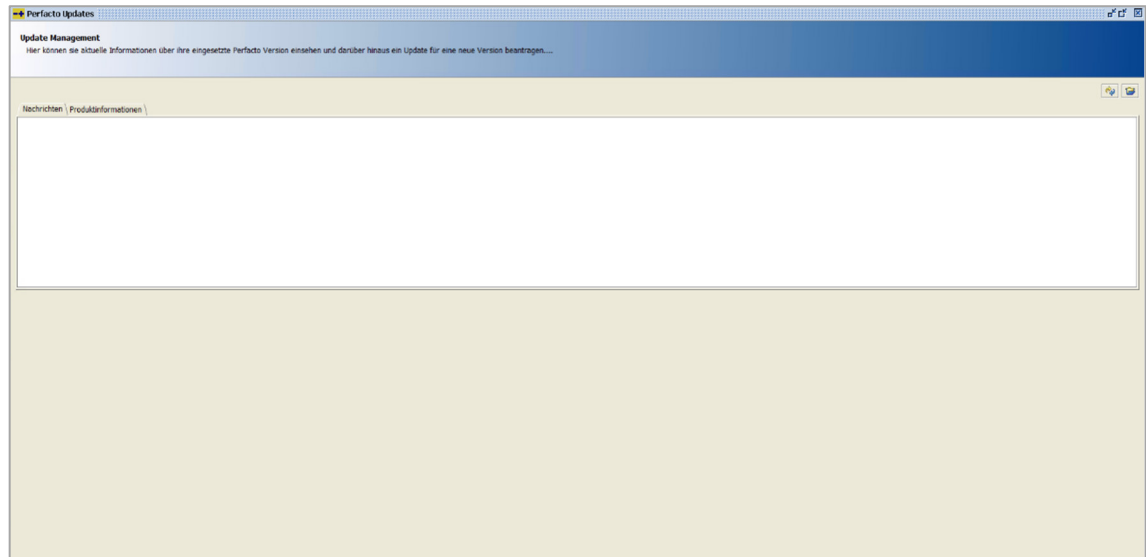 Perfacto Updates
Update Management
Hier können sie aktuelle Informationen über ihre eingesetzte Perfacto Version einsehen und darüber hinaus ein Update für eine neue Version beantragen....
Nachrichten Produktinformationen